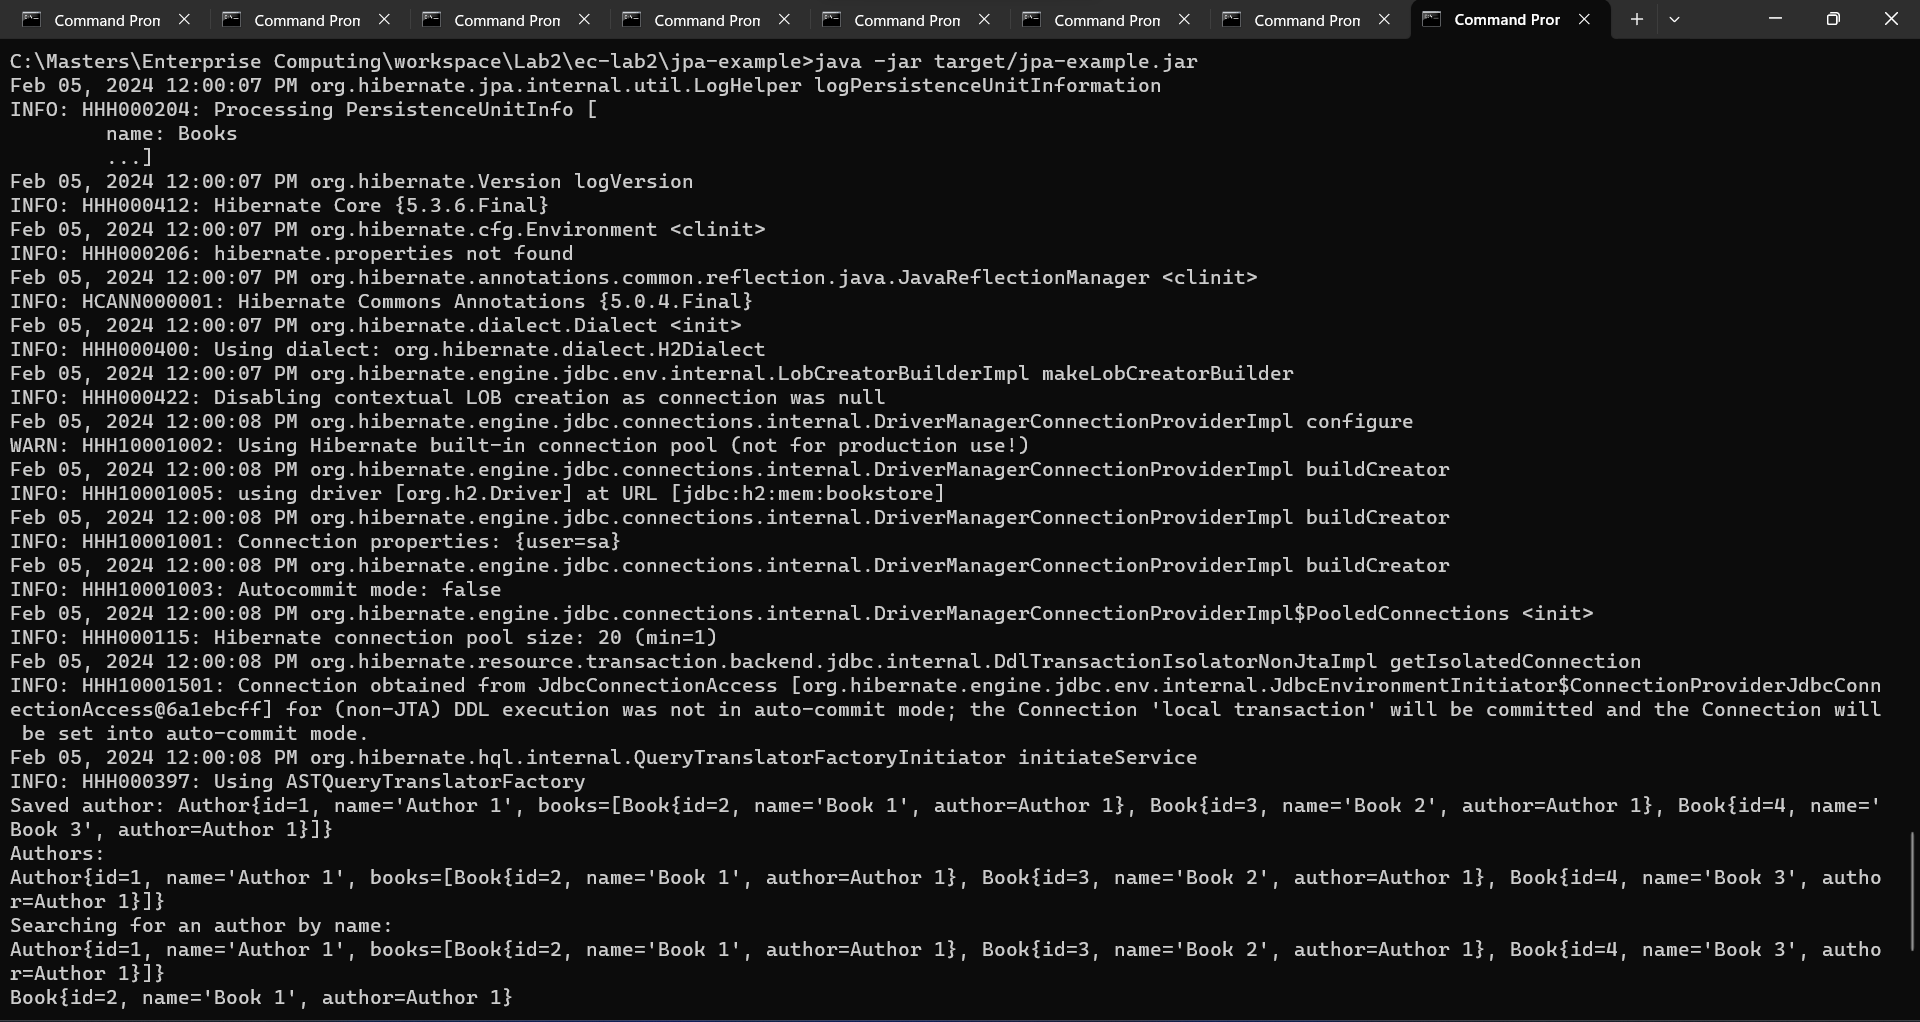 Command Pron
Command Pron
Command Pron
Command Pron
Command Pron
Command Pron
Command Pron
Command Pror
C:\Masters\Enterprise Computing\workspace\Lab2\ec-lab2\jpa-example>java -jar target/jpa-example.jar
Feb 05, 2024 12:00:07 PM org.hibernate.jpa.internal.util.LogHelper logPersistenceUnitInformation
INFO: HHH000204: Processing PersistenceUnitInfo [
        name: Books
        ...]
Feb 05, 2024 12:00:07 PM org.hibernate.Version logVersion
INFO: HHH000412: Hibernate Core {5.3.6.Final}
Feb 05, 2024 12:00:07 PM org.hibernate.cfg.Environment <clinit>
INFO: HHH000206: hibernate.properties not found
Feb 05, 2024 12:00:07 PM org.hibernate.annotations.common.reflection.java.JavaReflectionManager <clinit>
INFO: HCANN000001: Hibernate Commons Annotations {5.0.4.Final}
Feb 05, 2024 12:00:07 PM org.hibernate.dialect.Dialect <init>
INFO: HHH000400: Using dialect: org.hibernate.dialect.H2Dialect
Feb 05, 2024 12:00:07 PM org.hibernate.engine.jdbc.env.internal.LobCreatorBuilderImpl makeLobCreatorBuilder
INFO: HHH000422: Disabling contextual LOB creation as connection was null
Feb 05, 2024 12:00:08 PM org.hibernate.engine.jdbc.connections.internal.DriverManagerConnectionProviderImpl configure
WARN: HHH10001002: Using Hibernate built-in connection pool (not for production use!)
Feb 05, 2024 12:00:08 PM org.hibernate.engine.jdbc.connections.internal.DriverManagerConnectionProviderImpl buildCreator
INFO: HHH10001005: using driver [org.h2.Driver] at URL [jdbc:h2:mem:bookstore]
Feb 05, 2024 12:00:08 PM org.hibernate.engine.jdbc.connections.internal.DriverManagerConnectionProviderImpl buildCreator
INFO: HHH10001001: Connection properties: {user=sa}
Feb 05, 2024 12:00:08 PM org.hibernate.engine.jdbc.connections.internal.DriverManagerConnectionProviderImpl buildCreator
INFO: HHH10001003: Autocommit mode: false
Feb 05, 2024 12:00:08 PM org.hibernate.engine.jdbc.connections.internal.DriverManagerConnectionProviderImpl$PooledConnections <init>
INFO: HHH000115: Hibernate connection pool size: 20 (min=1)
Feb 05, 2024 12:00:08 PM org.hibernate.resource.transaction.backend.jdbc.internal.DdlTransactionIsolatorNonJtaImpl getIsolatedConnection
INFO: HHH10001501: Connection obtained from JdbcConnectionAccess [org.hibernate.engine.jdbc.env.internal.JdbcEnvironmentInitiator$ConnectionProviderJdbcConn
ectionAccess@6a1ebcff] for (non-JTA) DDL execution was not in auto-commit mode; the Connection 'local transaction' will be committed and the Connection will
 be set into auto-commit mode.
Feb 05, 2024 12:00:08 PM org.hibernate.hql.internal.QueryTranslatorFactoryInitiator initiateService
INFO: HHH000397: Using ASTQueryTranslatorFactory
Saved author: Author{id=1, name='Author 1', books=[Book{id=2, name='Book 1', author=Author 1}, Book{id=3, name='Book 2', author=Author 1}, Book{id=4, name='
Book 3', author=Author 1}]}
Authors:
Author{id=1, name='Author 1', books=[Book{id=2, name='Book 1', author=Author 1}, Book{id=3, name='Book 2', author=Author 1}, Book{id=4, name='Book 3', autho
r=Author 1}]}
Searching for an author by name:
Author{id=1, name='Author 1', books=[Book{id=2, name='Book 1', author=Author 1}, Book{id=3, name='Book 2', author=Author 1}, Book{id=4, name='Book 3', autho
r=Author 1}]}
Book{id=2, name='Book 1', author=Author 1}